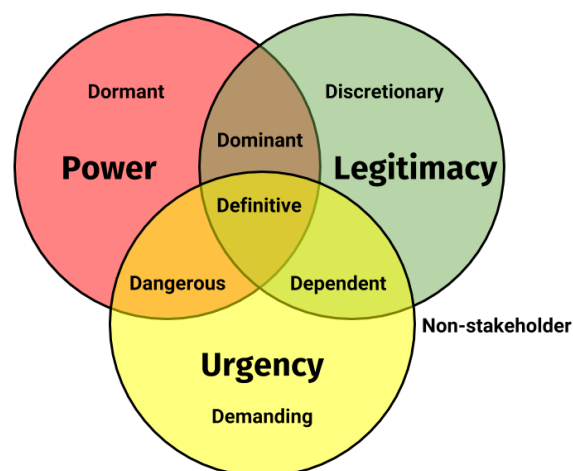 Dormant
Discretionary
Dominant
Power
Legitimacy
Definitive
Dangerous
Dependent
Non-stakeholder
Urgency
Demanding